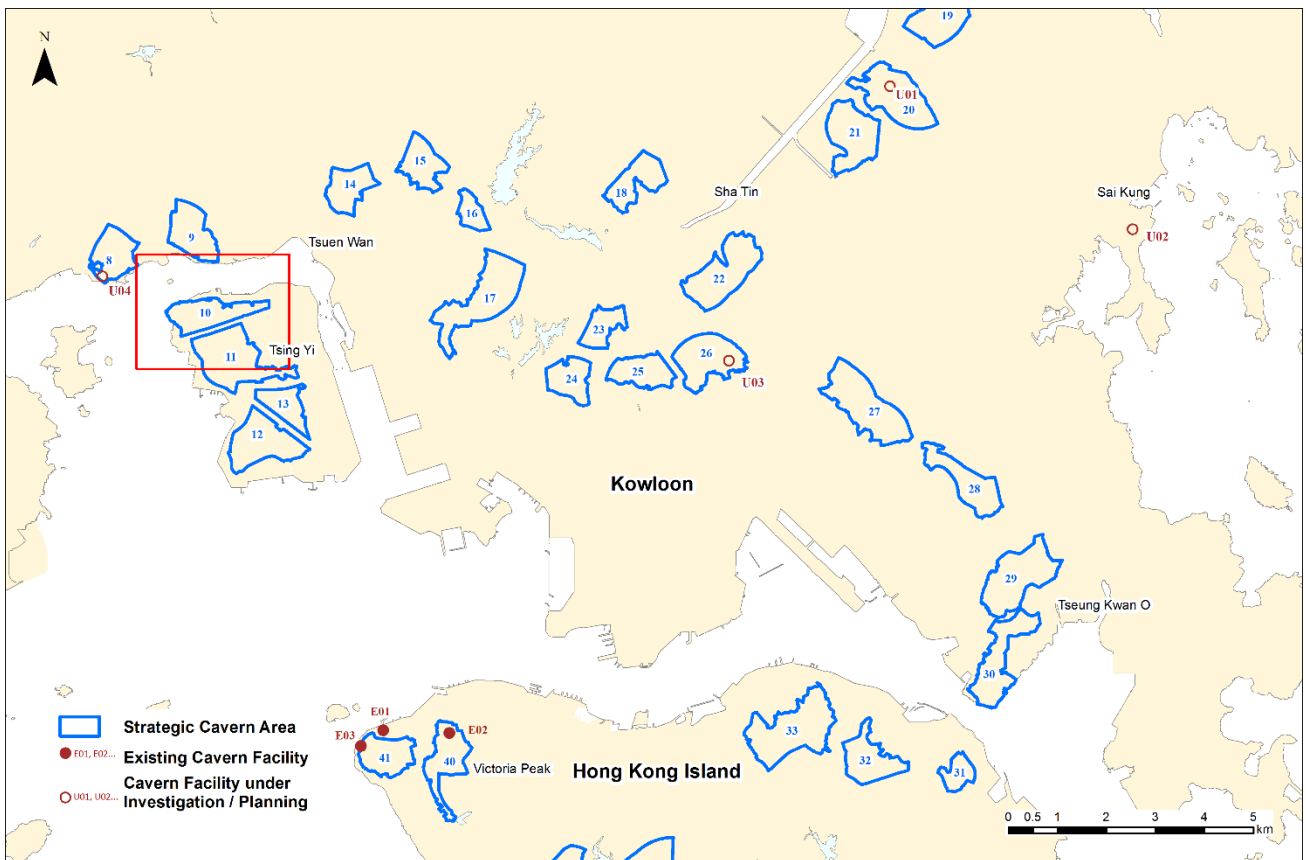 N
19
U01
20
21
15
14
18
16
Sha Tin
Sai Kung
U02
9
Tsuen Wan
8
U04
22
17
10
23
Tsing Yi
11
26
U03
25
24
13
12
27
Kowloon
28
29
Tseung Kwan O
30
E01
E02
E03
33
41
40
Victoria Peak
32
31
Hong Kong Island
Strategic Cavern Area
E01, E02... Existing Cavern Facility
Cavern Facility under
U01, U02... Investigation / Planning
0 0.5 1 2 3 4 5
km